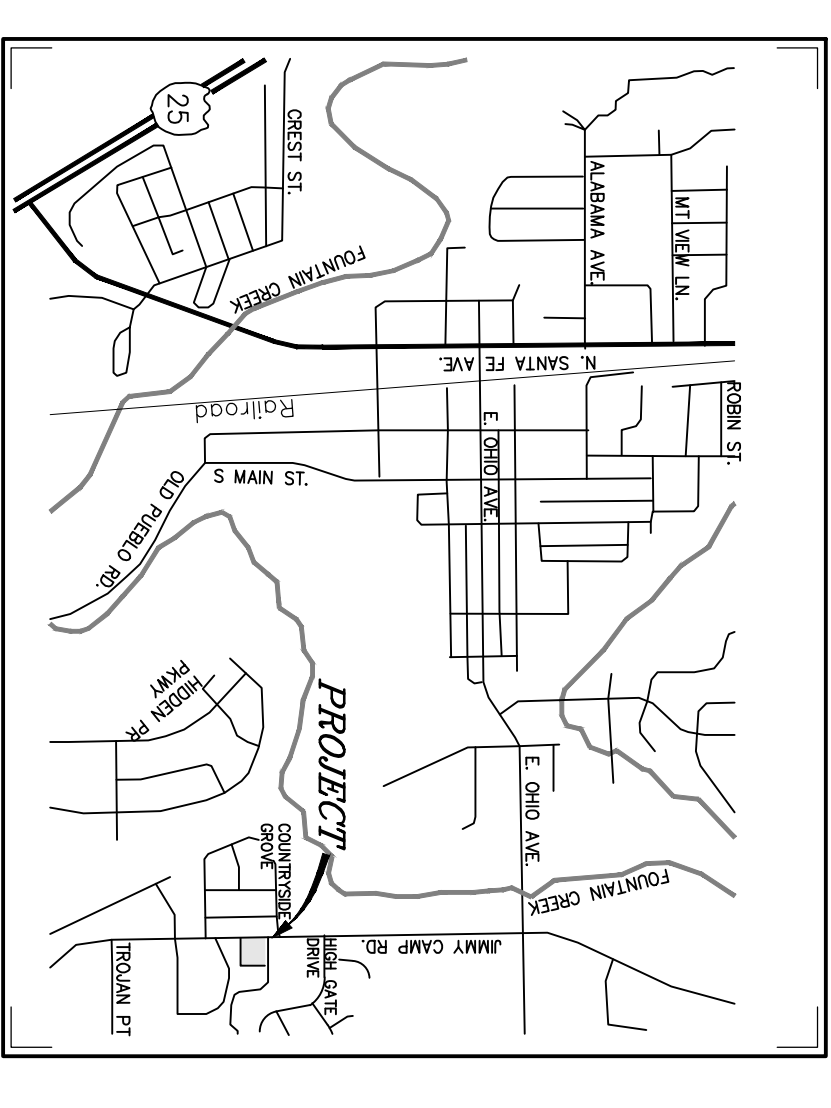 25
CREST ST.
FOUNTAIN CREEK
ALABAMA AVE.
MT VIEW LN.
N. SANTA FE AVE.
Railroad
ROBIN ST.
E. OHIO AVE.
S MAIN ST.
OLD PUEBLO RD.
HIDDEN PR
PKWY
PROJECT
E. OHIO AVE.
COUNTRYSIDE
GROVE
FOUNTAIN CREEK
JIMMY CAMP RD.
HIGH GATE
DRIVE
TROJAN PT